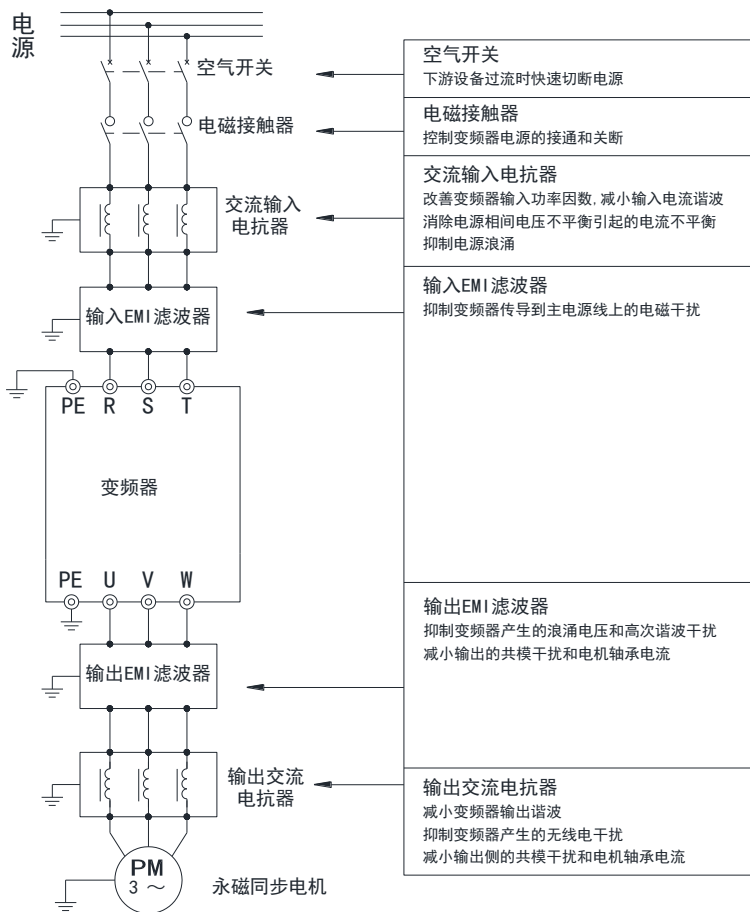 电源
空气开关
空气开关
下游设备过流时快速切断电源
电磁接触器
电磁接触器
控制变频器电源的接通和关断
交流输入
电抗器
交流输入电抗器
改善变频器输入功率因数,减小输入电流谐波
消除电源相间电压不平衡引起的电流不平衡
抑制电源浪涌
输入EMI滤波器
输入EMI滤波器
抑制变频器传导到主电源线上的电磁干扰
PE R S T
变频器
PE U V W
输出EMI滤波器
输出EMI滤波器
抑制变频器产生的浪涌电压和高次谐波干扰
减小输出的共模干扰和电机轴承电流
输出交流
电抗器
输出交流电抗器
减小变频器输出谐波
抑制变频器产生的无线电干扰
减小输出侧的共模干扰和电机轴承电流
PM
3 ～
永磁同步电机